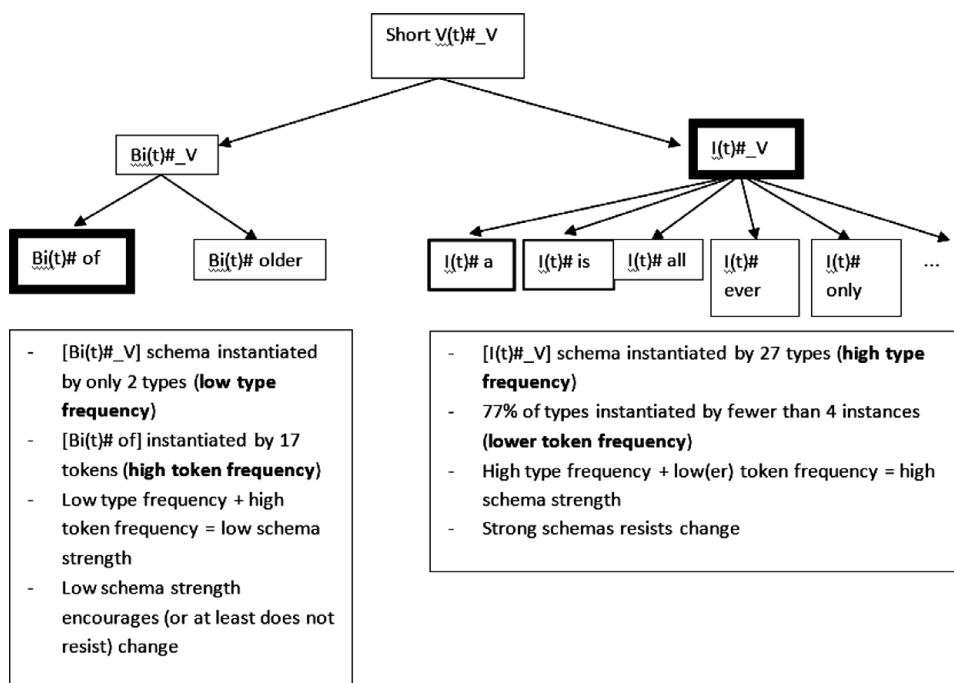 Short V(t)#_V
Bi(t)#_V
I(t)#_V
Bi(t)# of
Bi(t)# older
I(t)# a
I(t)# is
I(t)# all
I(t)#
ever
I(t)#
only
...
- [Bi(t)#_V] schema instantiated
by only 2 types (low type
frequency)
- [Bi(t)# of] instantiated by 17
tokens (high token frequency)
- Low type frequency + high
token frequency = low schema
strength
- Low schema strength
encourages (or at least does not
resist) change
- [I(t)#_V] schema instantiated by 27 types (high type
frequency)
- 77% of types instantiated by fewer than 4 instances
(lower token frequency)
- High type frequency + low(er) token frequency = high
schema strength
- Strong schemas resists change